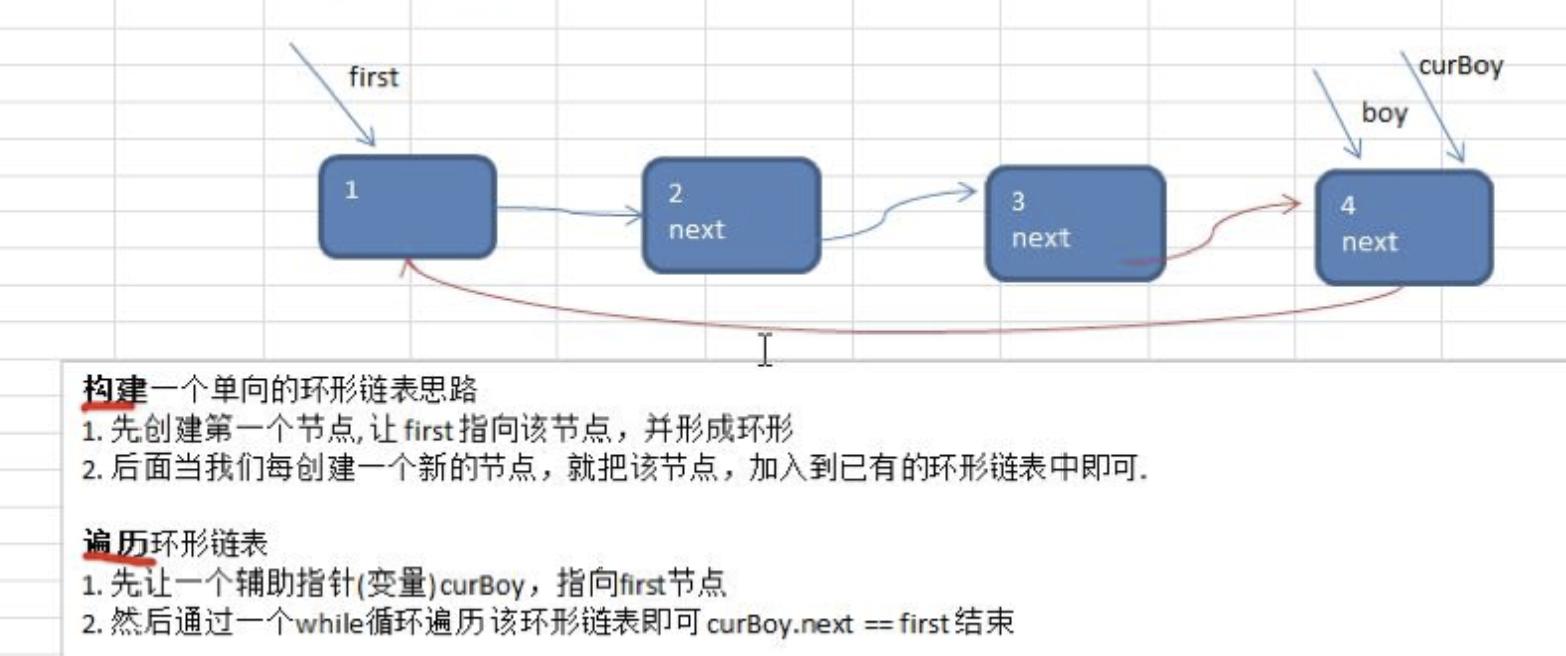 first
curBoy
boy
1
2
next
3
next
4
next
构建一个单向的环形链表思路
1. 先创建第一个节点, 让 first 指向该节点，并形成环形
2. 后面当我们每创建一个新的节点，就把该节点，加入到已有的环形链表中即可.
遍历环形链表
1. 先让一个辅助指针(变量) curBoy，指向first节点
2. 然后通过一个while循环遍历 该环形链表即可 curBoy.next == first 结束